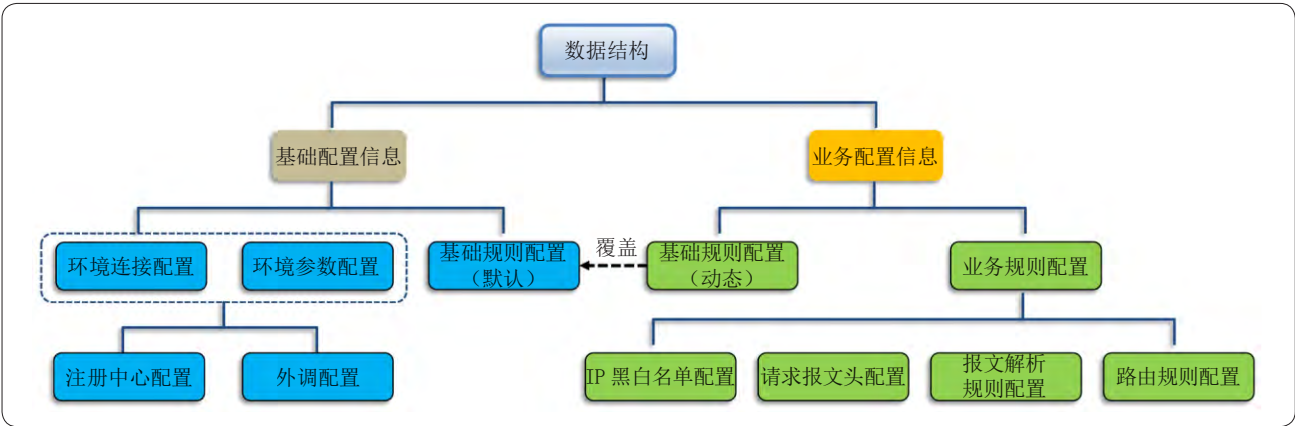 数据结构
基础配置信息
业务配置信息
环境连接配置
环境参数配置
基础规则配置
（默认）
覆盖
基础规则配置
（动态）
业务规则配置
注册中心配置
外调配置
IP 黑白名单配置
请求报文头配置
报文解析
规则配置
路由规则配置